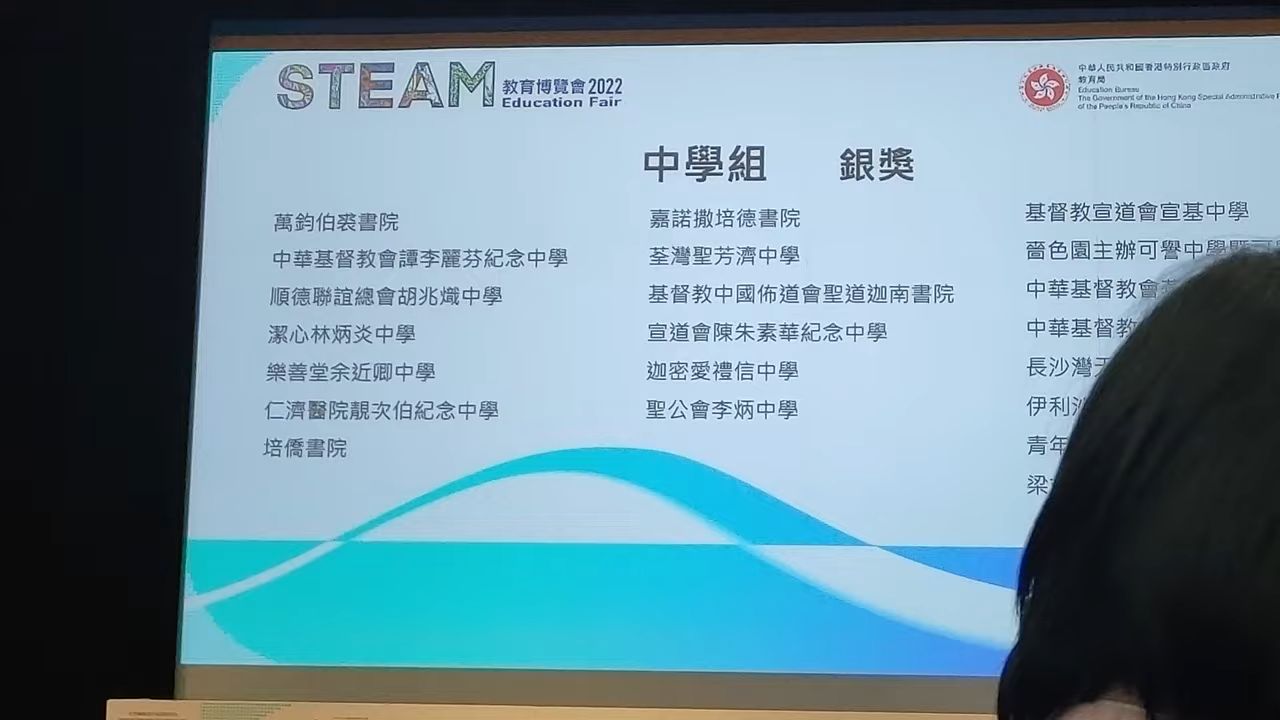 STEAM 教育博覽會2022
Education Fair
中華人民共和國香港特別行政區政府
教育局
Education Bureau
The Government of the Hong Kong Special Administrative
of the People's Republic of China
中學組 銀獎
萬鈞伯裘書院
中華基督教會譚李麗芬紀念中學
順德聯誼總會胡兆熾中學
潔心林炳炎中學
樂善堂余近卿中學
仁濟醫院靚次伯紀念中學
培僑書院
嘉諾撒培德書院
荃灣聖芳濟中學
基督教中國佈道會聖道迦南書院
宣道會陳朱素華紀念中學
迦密愛禮信中學
聖公會李炳中學
基督教宣道會宣基中學
嗇色園主辦可譽中學暨可
中華基督教會
中華基督教
長沙灣天
伊利沙
青年
梁